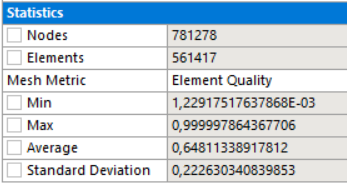 Statistics
Nodes 781278
Elements 561417
Mesh Metric Element Quality
Min 1,22917517637868E-03
Max 0,999997864367706
Average 0,64811338917812
Standard Deviation 0,222630340839853